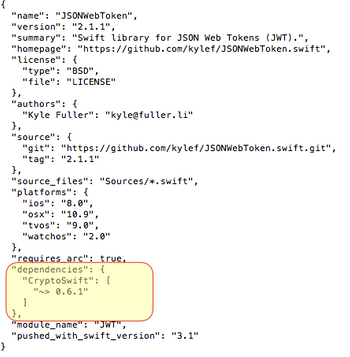 {
"name": "JSONWebToken",
"version": "2.1.1",
"summary": "Swift library for JSON Web Tokens (JWT).",
"homepage": "https://github.com/kylef/JSONWebToken.swift",
"license": {
"type": "BSD",
"file": "LICENSE"
},
"authors": {
"Kyle Fuller": "kyle@fuller.li"
},
"source": {
"git": "https://github.com/kylef/JSONWebToken.swift.git",
"tag": "2.1.1"
},
"source_files": "Sources/*.swift",
"platforms": {
"ios": "8.0",
"osx": "10.9",
"tvos": "9.0",
"watchos": "2.0"
},
"requires_arc": true,
"dependencies": {
"CryptoSwift": [
"~> 0.6.1"
]
},
"module_name": "JWT",
"pushed_with_swift_version": "3.1"
}